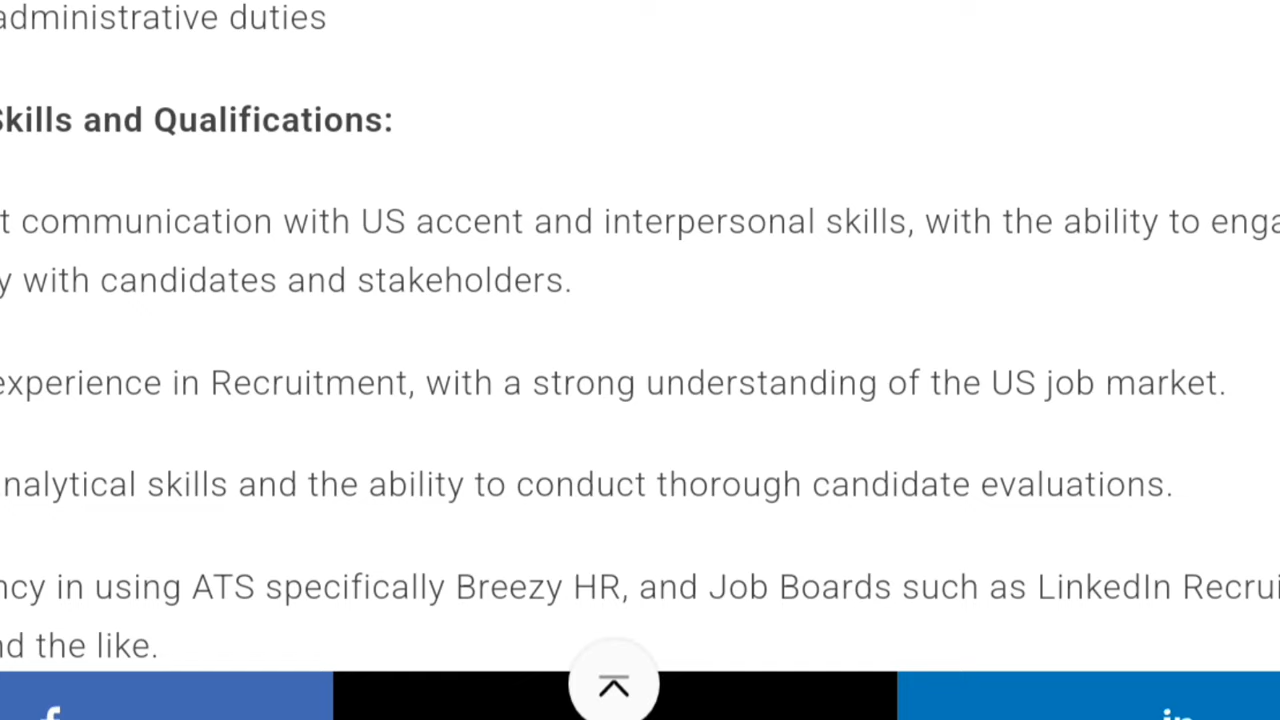 administrative duties
Skills and Qualifications:
t communication with US accent and interpersonal skills, with the ability to enga
y with candidates and stakeholders.
experience in Recruitment, with a strong understanding of the US job market.
nalytical skills and the ability to conduct thorough candidate evaluations.
ncy in using ATS specifically Breezy HR, and Job Boards such as LinkedIn Recrui
nd the like.
f in